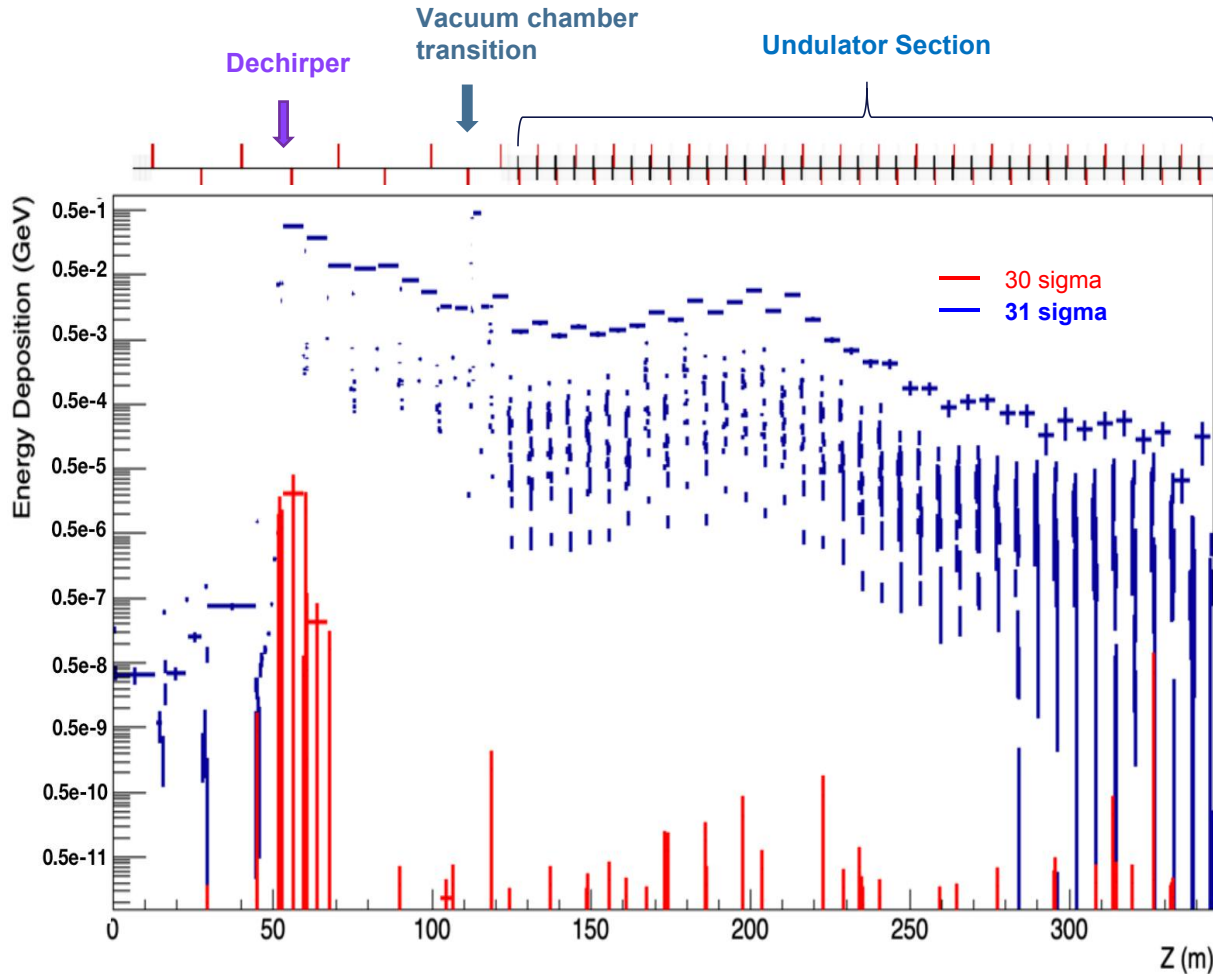 Vacuum chamber
transition
Undulator Section
Dechirper
Energy Deposition (GeV)
0.5e-1
0.5e-2
0.5e-3
0.5e-4
0.5e-5
0.5e-6
0.5e-7
0.5e-8
0.5e-9
0.5e-10
0.5e-11
30 sigma
31 sigma
0 50 100 150 200 250 300
Z (m)